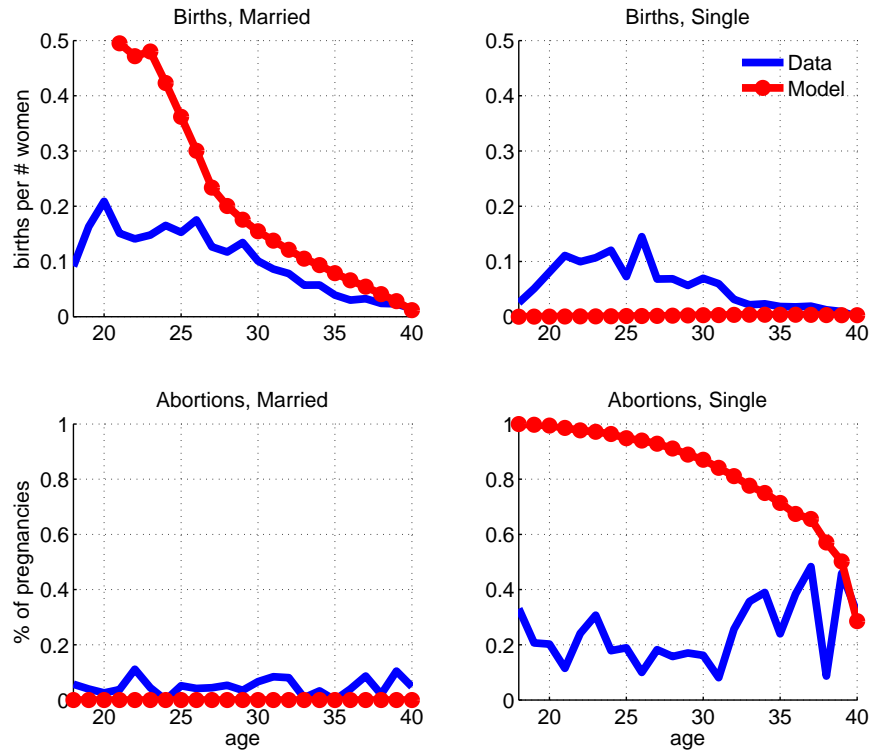 Births, Married
0.5
0.4
0.3
0.2
0.1
0
births per # women
20 25 30 35 40
Births, Single
Data
Model
0.5
0.4
0.3
0.2
0.1
0
20 25 30 35 40
Abortions, Married
1
0.8
0.6
0.4
0.2
0
% of pregnancies
20 25 30 35 40
age
Abortions, Single
1
0.8
0.6
0.4
0.2
0
20 25 30 35 40
age